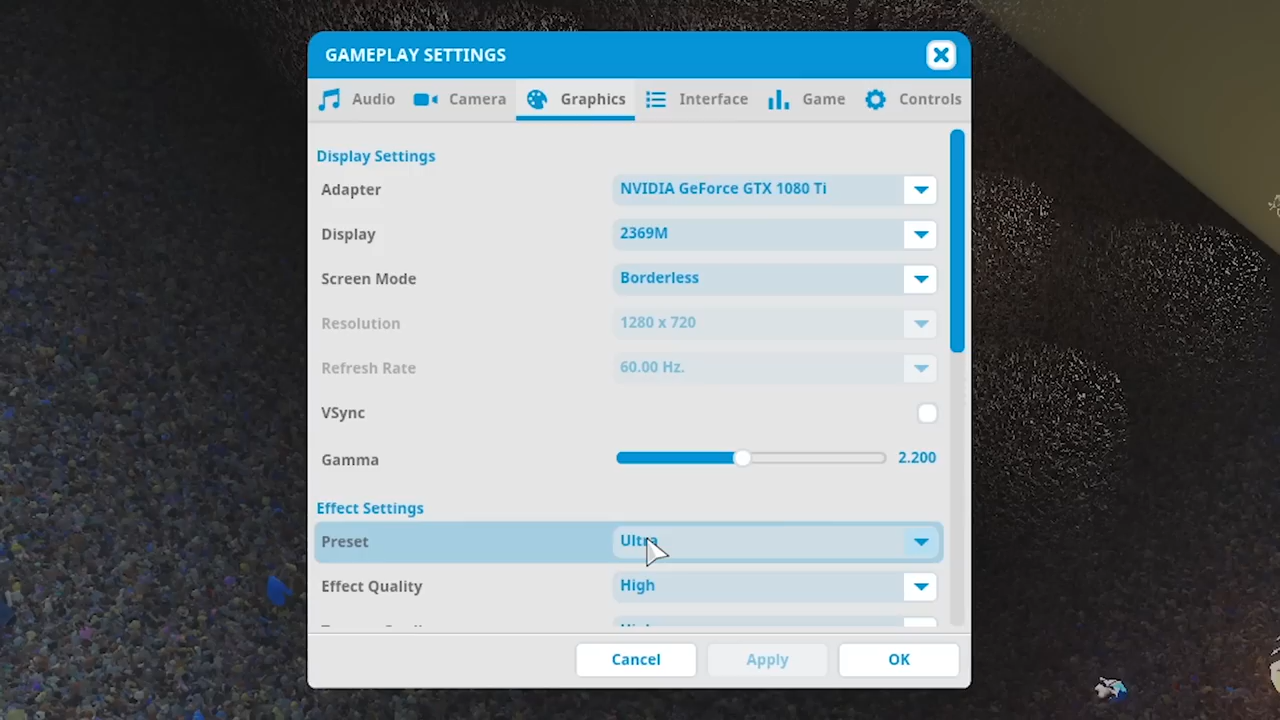 GAMEPLAY SETTINGS
Audio Camera Graphics Interface Game Controls
Display Settings
Adapter NVIDIA GeForce GTX 1080 Ti
Display 2369M
Screen Mode Borderless
Resolution 1280 x 720
Refresh Rate 60.00 Hz.
VSync
Gamma 2.200
Effect Settings
Preset Ultra
Effect Quality High
Cancel Apply OK